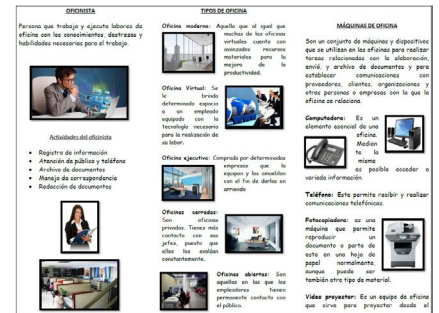 OFICINISTA
Persona que trabaja y ejecuta labores de
oficina con los conocimientos, destrezas y
habilidades necesarias para el trabajo.
Actividades del oficinista
• Registro de información
• Atención de público y teléfono
• Archivo de documentos
• Manejo de correspondencia
• Redacción de documentos
TIPOS DE OFICINA
Oficina moderna: Aquella que al igual que
muchas de las oficinas
virtuales cuenta con
avanzados recursos
materiales para la
mejora de la
productividad.
Oficina Virtual: Se
le brinda
determinado espacio
a un empleado
equipado con la
tecnología necesaria
para la realización de
su labor.
Oficina ejecutiva: Comprada por determinadas
empresas que la
equipan y las amueblan
con el fin de darlas en
arriendo
Oficinas cerradas:
Son oficinas
privadas. Tienes más
contacto con sus
jefes, puesto que
ellos los evalúan
constantemente.
Oficinas abiertas: Son
aquellas en las que los
empleadores tienen
permanente contacto con
el público.
MÁQUINAS DE OFICINA
Son un conjunto de máquinas y dispositivos
que se utilizan en las oficinas para realizar
tareas relacionadas con la elaboración,
envió, y archivo de documentos y para
establecer comunicaciones con
proveedores, clientes, organizaciones y
otras personas o empresas con lo que la
oficina se relaciona.
Computadora: Es un
elemento esencial de una
oficina.
Medien
te la
misma
es posible acceder a
variada información.
Teléfono: Este permite recibir y realizar
comunicaciones telefónicas.
Fotocopiadora: es una
máquina que permite
reproducir un
documento o parte de
este en una hoja de
papel normalmente,
aunque puede ser
también otro tipo de material.
Video proyector: Es un equipo de oficina
que sirve para proyectar desde el